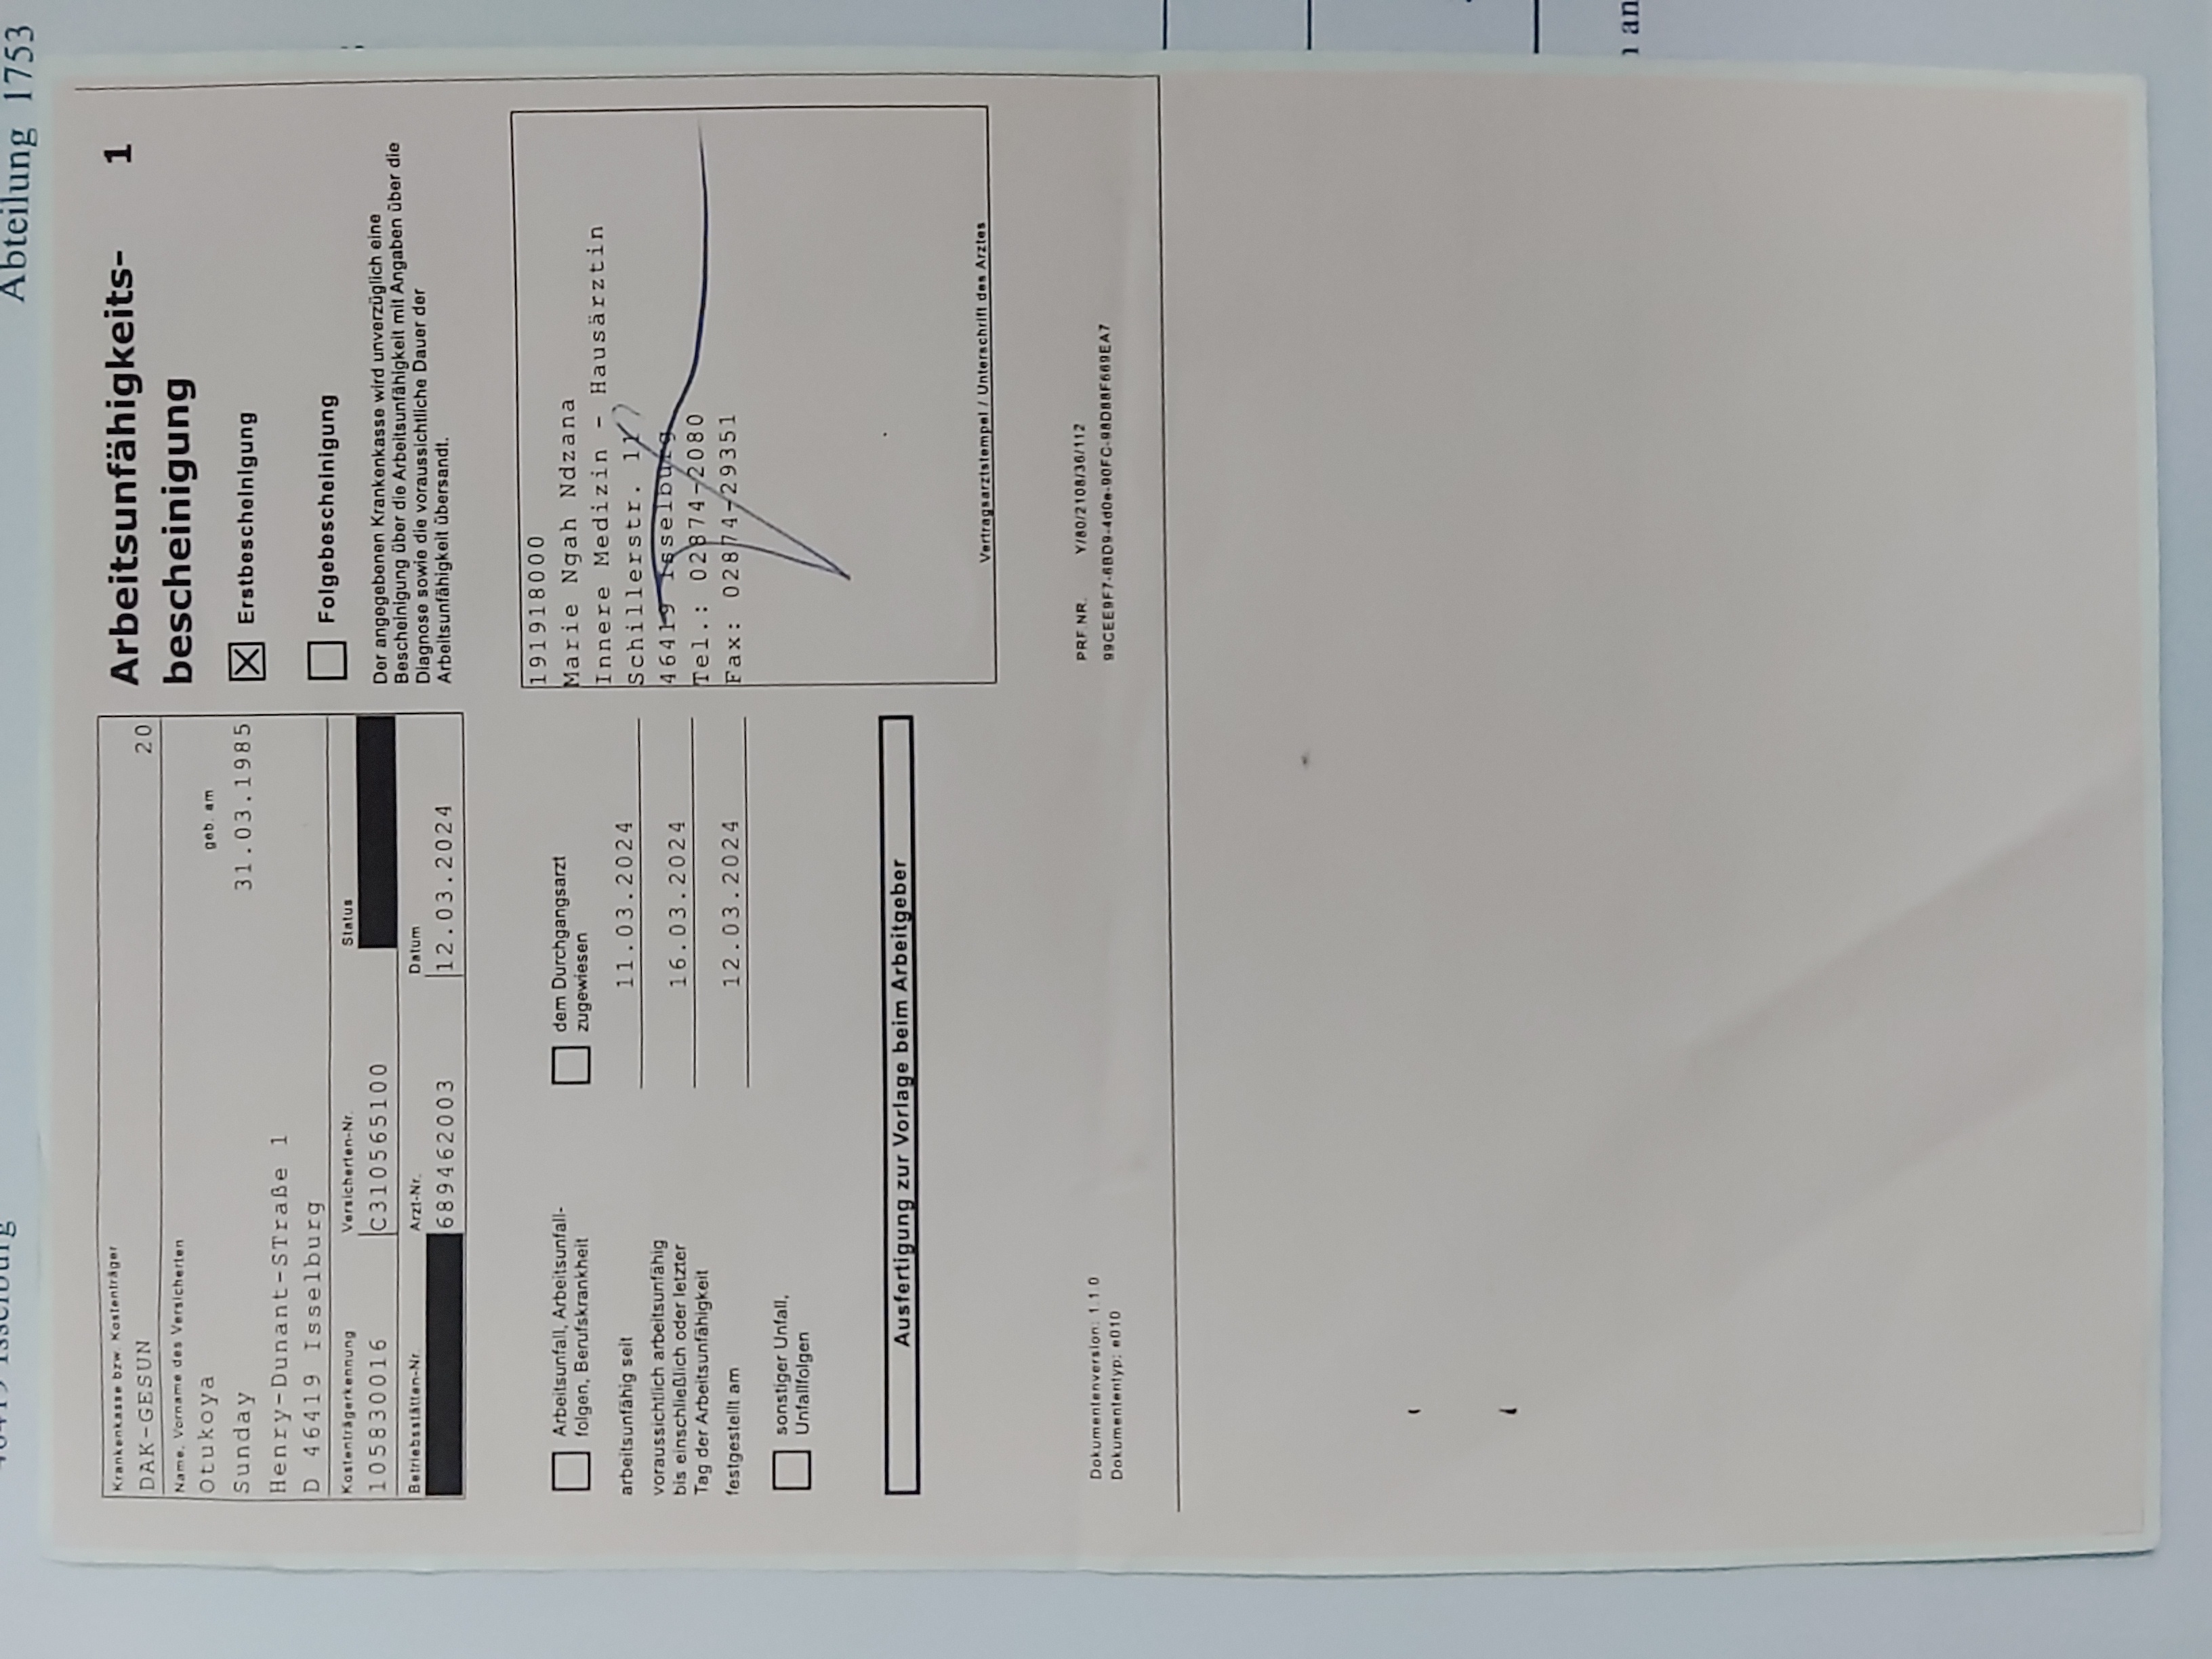 Abteilung 1753
Krankenkasse bzw. Kostenträger
DAK-GESUN 20
Name, Vorname des Versicherten
Otukoya
geb. am
Sunday 31.03.1985
Henry-Dunant-STraße 1
D 46419 Isselburg
Kostenträgerkennung Versicherten-Nr. Status
105830016 C310565100
Betriebsstätten-Nr. Arzt-Nr. Datum
689462003 12.03.2024
Arbeitsunfähigkeits- 1
bescheinigung
Erstbescheinigung
Folgebescheinigung
Der angegebenen Krankenkasse wird unverzüglich eine
Bescheinigung über die Arbeitsunfähigkeit mit Angaben über die
Diagnose sowie die voraussichtliche Dauer der
Arbeitsunfähigkeit übersandt.
Arbeitsunfall, Arbeitsunfall-
folgen, Berufskrankheit
dem Durchgangsarzt
zugewiesen
arbeitsunfähig seit 11.03.2024
voraussichtlich arbeitsunfähig
bis einschließlich oder letzter 16.03.2024
Tag der Arbeitsunfähigkeit
festgestellt am 12.03.2024
sonstiger Unfall,
Unfallfolgen
Ausfertigung zur Vorlage beim Arbeitgeber
191918000
Marie Ngah Ndzana
Innere Medizin - Hausärztin
Schillerstr.
46419 Isselburg
Tel.: 02874-2080
Fax: 02874-29351
Vertragsarztstempel / Unterschrift des Arztes
Dokumentenversion: 1.1.0
Dokumententyp: e010
PRF.NR. Y/80/2108/36/112
99CEE9F7-6BD9-4d0e-90FC-98D88F669EA7
an